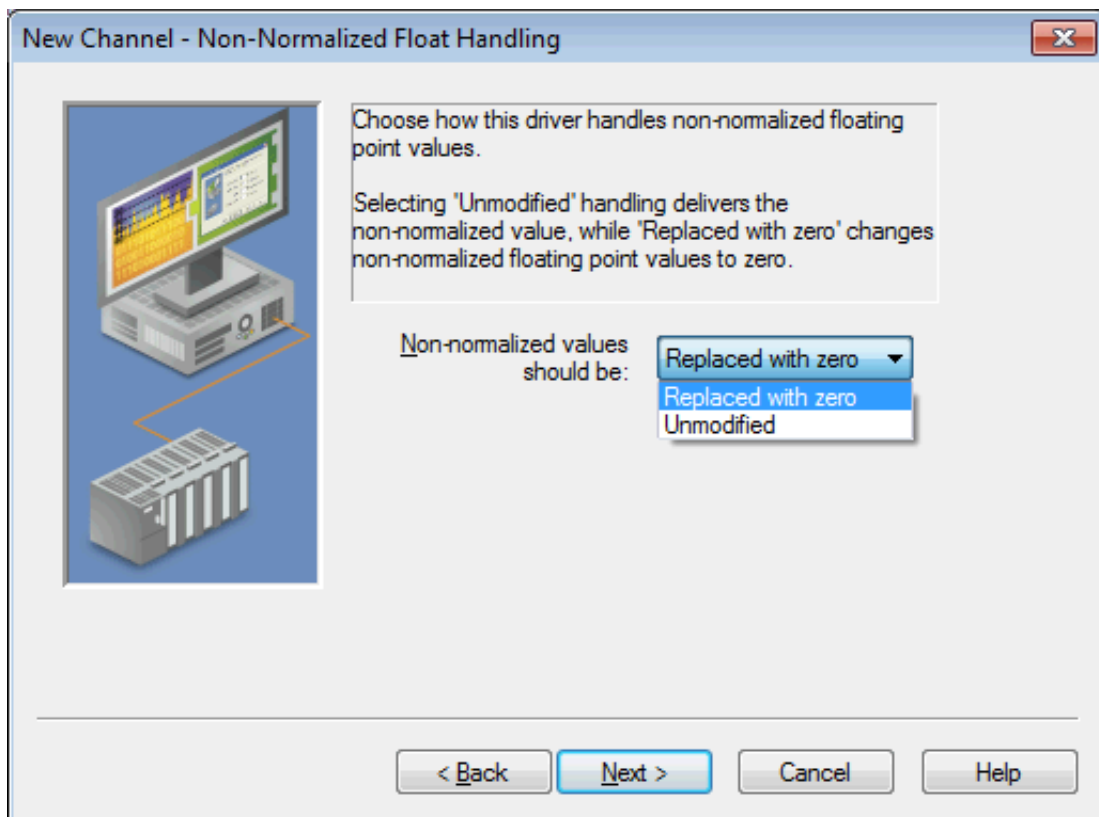 New Channel - Non-Normalized Float Handling
Choose how this driver handles non-normalized floating
point values.
Selecting 'Unmodified' handling delivers the
non-normalized value, while 'Replaced with zero' changes
non-normalized floating point values to zero.
Non-normalized values
should be:
Replaced with zero
Replaced with zero
Unmodified
< Back
Next >
Cancel
Help